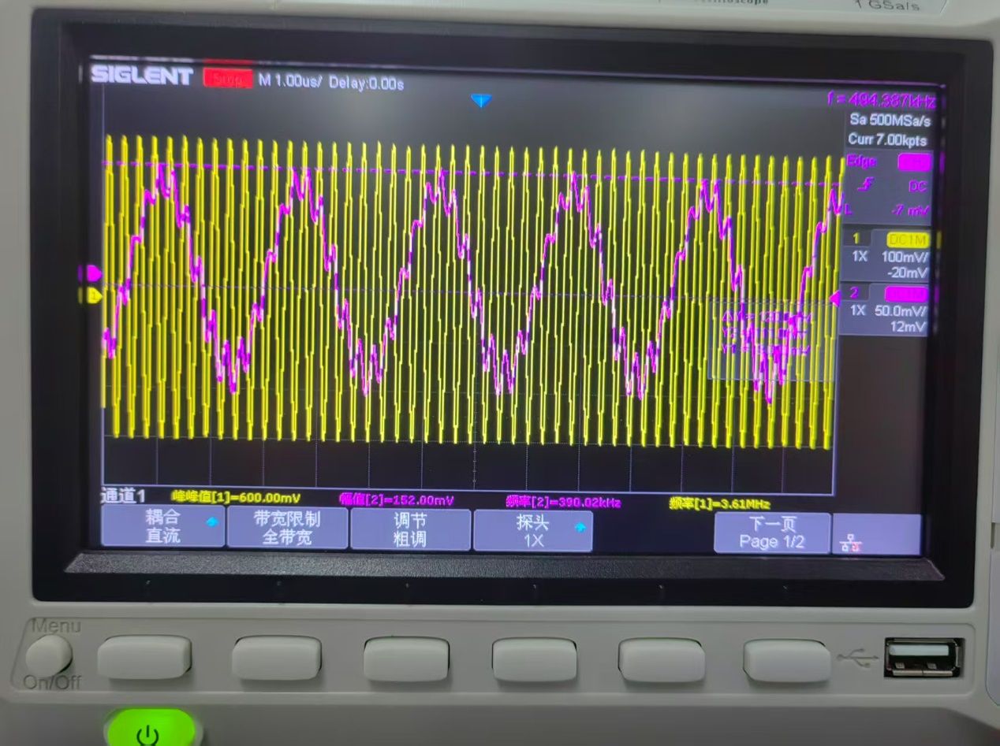 1 GSa/s
SIGLENT Stop M 1.00us/ Delay:0.00s
f = 494.387kHz
Sa 500MSa/s
Curr 7.00kpts
Edge
DC
L -7 mV
1 DC1M
1X 100mV/
-20mV
2
1X 50.0mV/
12mV
1
通道1 峰峰值[1]=600.00mV 幅值[2]=152.00mV 频率[2]=390.02kHz 频率[1]=3.61MHz
耦合
直流
带宽限制
全带宽
调节
粗调
探头
1X
下一页
Page 1/2
Menu
On/Off